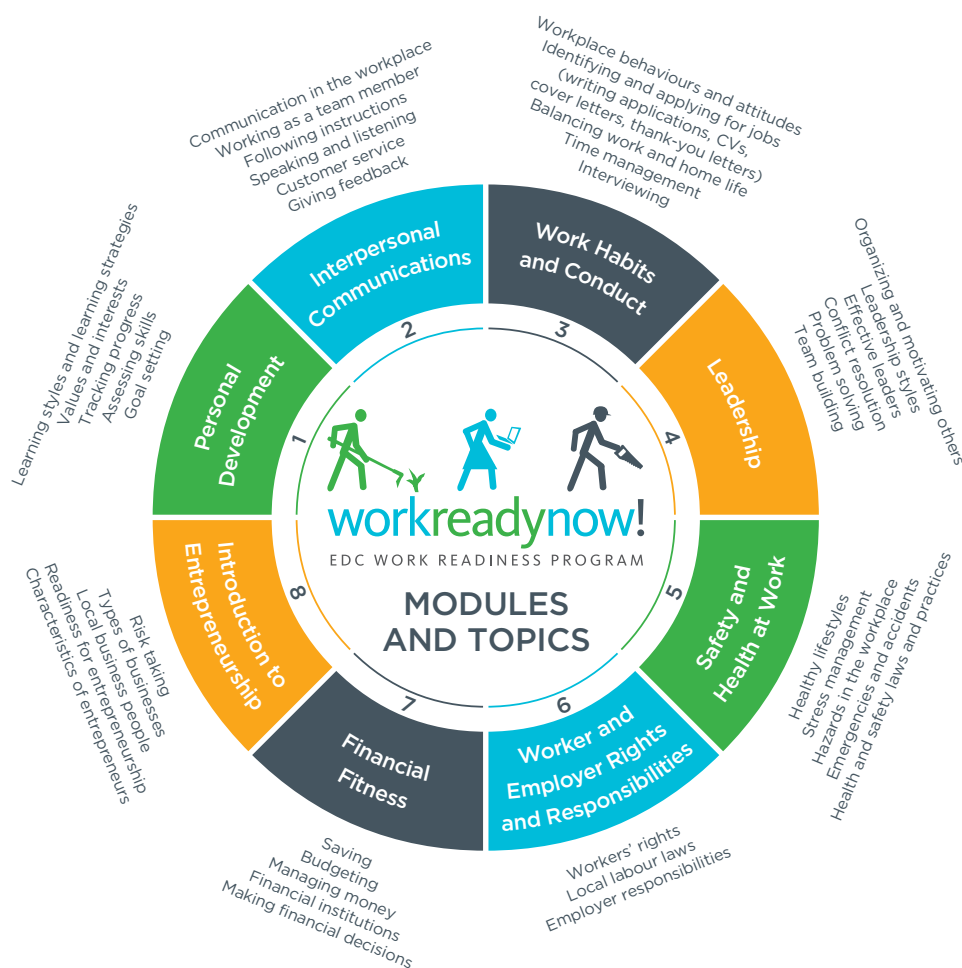 workreadynow!
EDC WORK READINESS PROGRAM
MODULES
AND TOPICS
1
Personal
Development
Learning styles and learning strategies
Values and interests
Tracking progress
Assessing skills
Goal setting
2
Interpersonal
Communications
Communication in the workplace
Working as a team member
Following instructions
Speaking and listening
Customer service
Giving feedback
3
Work Habits
and Conduct
Workplace behaviours and attitudes
Identifying and applying for jobs
(writing applications, CVs,
cover letters, thank-you letters)
Balancing work and home life
Time management
Interviewing
4
Leadership
Organizing and motivating others
Leadership styles
Effective leaders
Conflict resolution
Problem solving
Team building
5
Safety and
Health at Work
Healthy lifestyles
Stress management
Hazards in the workplace
Emergencies and accidents
Health and safety laws and practices
6
Worker and
Employer Rights
and Responsibilities
Workers' rights
Local labour laws
Employer responsibilities
7
Financial
Fitness
Saving
Budgeting
Managing money
Financial institutions
Making financial decisions
8
Introduction to
Entrepreneurship
Risk taking
Types of businesses
Local business people
Readiness for entrepreneurship
Characteristics of entrepreneurs